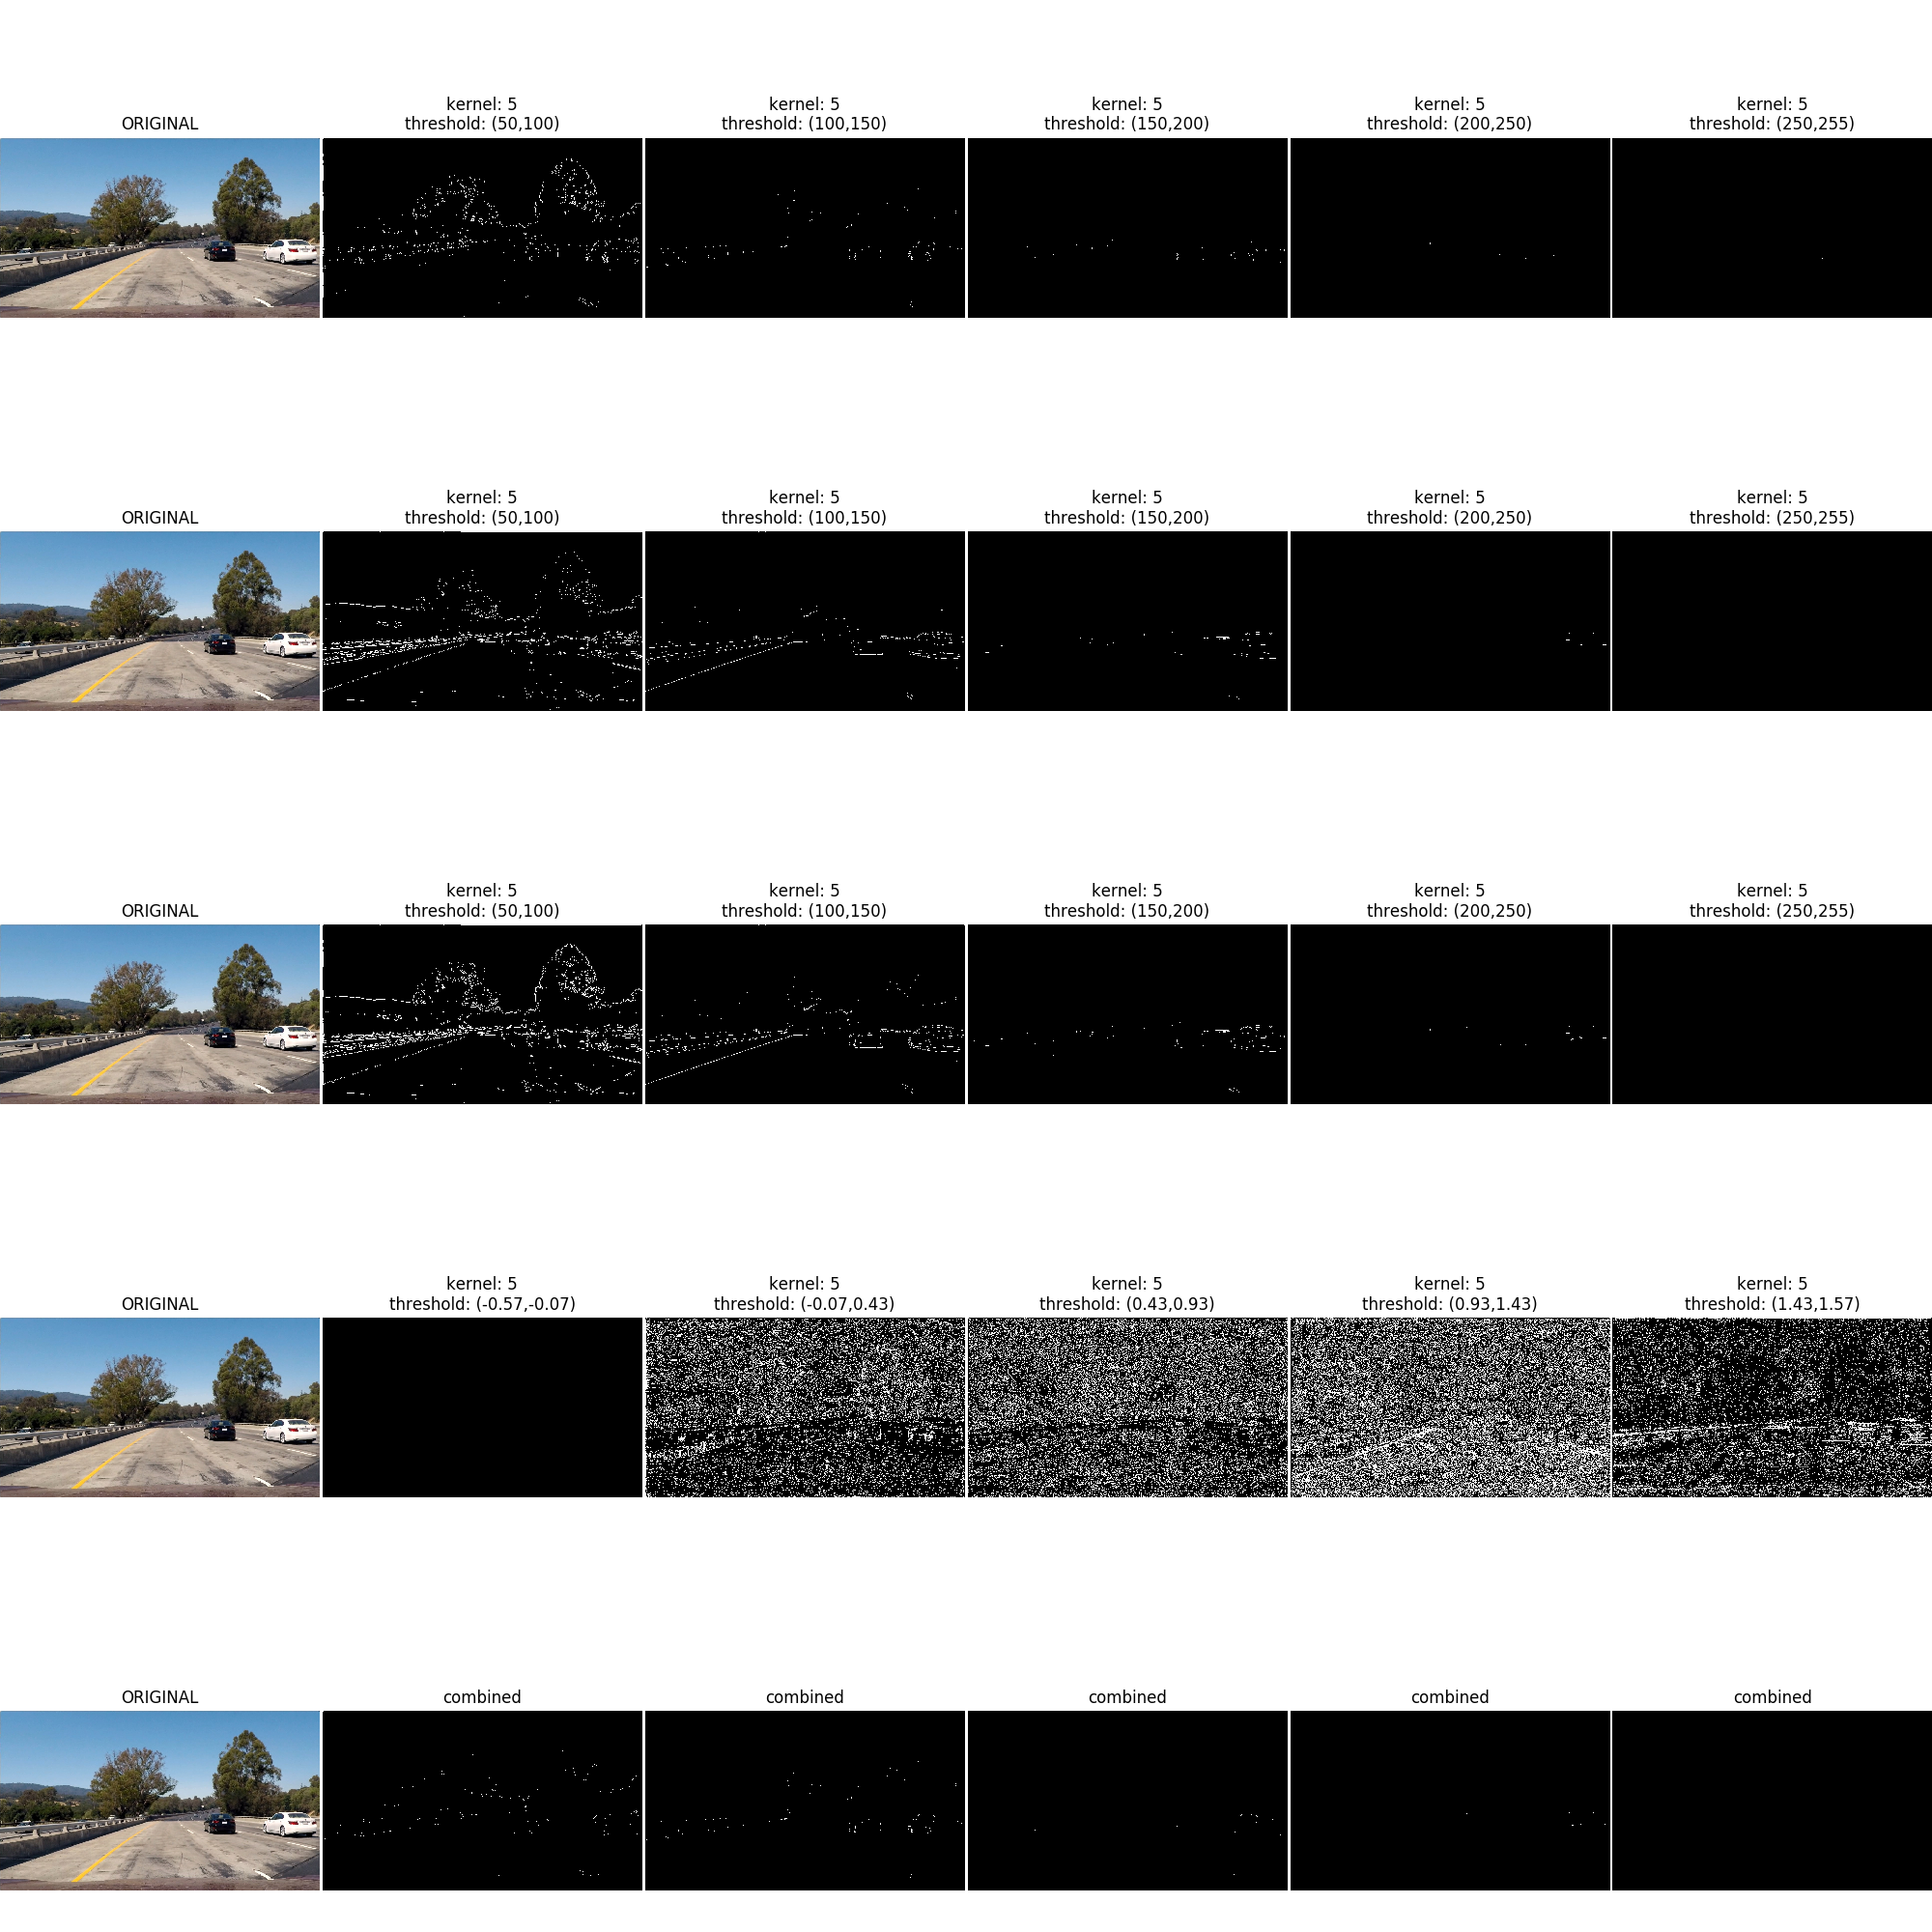 kernel: 5 kernel: 5 kernel: 5 kernel: 5 kernel: 5
ORIGINAL threshold: (50,100) threshold: (100,150) threshold: (150,200) threshold: (200,250) threshold: (250,255)
kernel: 5 kernel: 5 kernel: 5 kernel: 5 kernel: 5
ORIGINAL threshold: (50,100) threshold: (100,150) threshold: (150,200) threshold: (200,250) threshold: (250,255)
kernel: 5 kernel: 5 kernel: 5 kernel: 5 kernel: 5
ORIGINAL threshold: (50,100) threshold: (100,150) threshold: (150,200) threshold: (200,250) threshold: (250,255)
kernel: 5 kernel: 5 kernel: 5 kernel: 5 kernel: 5
ORIGINAL threshold: (-0.57,-0.07) threshold: (-0.07,0.43) threshold: (0.43,0.93) threshold: (0.93,1.43) threshold: (1.43,1.57)
ORIGINAL combined combined combined combined combined